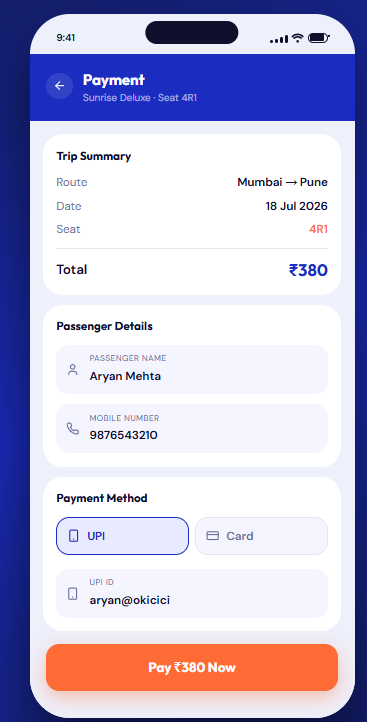 9:41
Payment
Sunrise Deluxe · Seat 4R1
Trip Summary
Route Mumbai → Pune
Date 18 Jul 2026
Seat 4R1
Total ₹380
Passenger Details
PASSENGER NAME
Aryan Mehta
MOBILE NUMBER
9876543210
Payment Method
UPI Card
UPI ID
aryan@okicici
Pay ₹380 Now